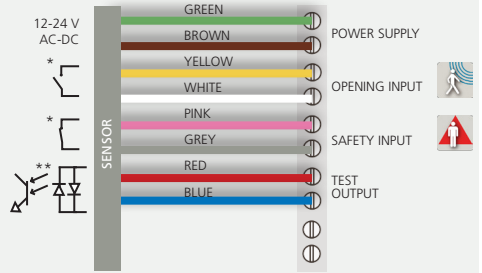 12-24 V
AC-DC
*
*
**
SENSOR
GREEN
BROWN
YELLOW
WHITE
PINK
GREY
RED
BLUE
POWER SUPPLY
OPENING INPUT
SAFETY INPUT
TEST
OUTPUT